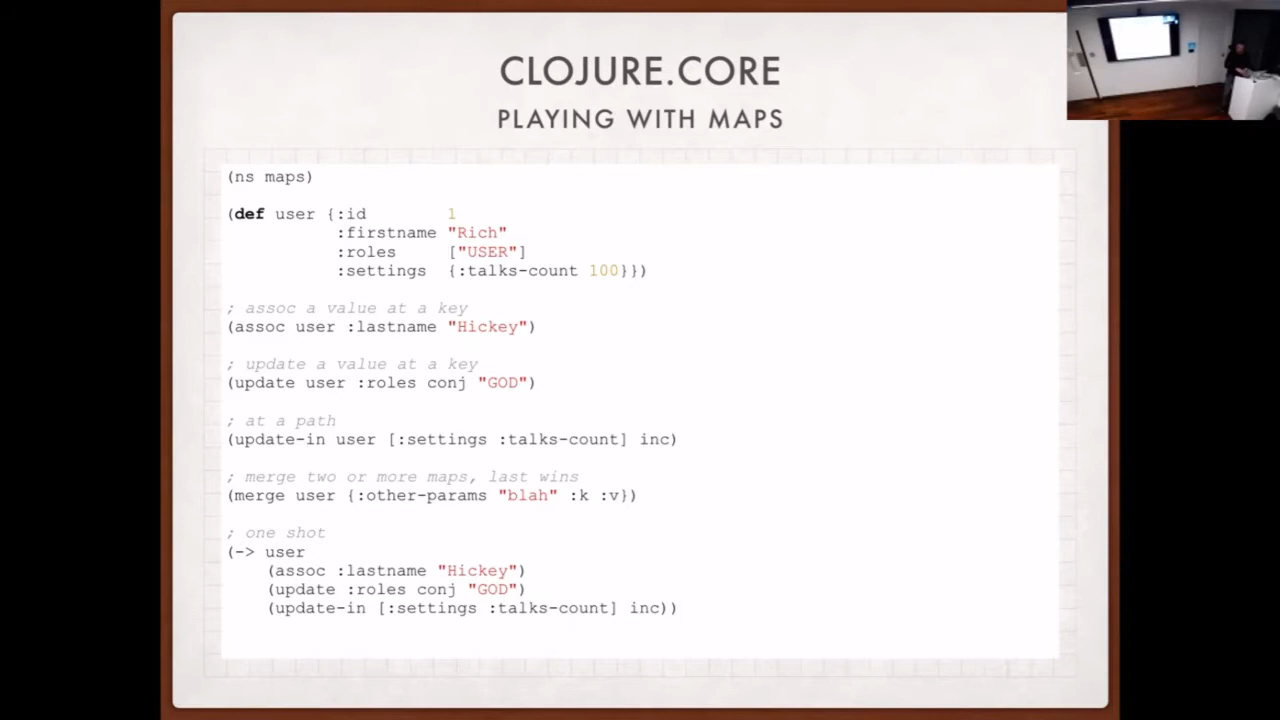 CLOJURE.CORE
PLAYING WITH MAPS
(ns maps)
(def user {:id 1
:firstname "Rich"
:roles ["USER"]
:settings {:talks-count 100}})
; assoc a value at a key
(assoc user :lastname "Hickey")
; update a value at a key
(update user :roles conj "GOD")
; at a path
(update-in user [:settings :talks-count] inc)
; merge two or more maps, last wins
(merge user {:other-params "blah" :k :v})
; one shot
(-> user
(assoc :lastname "Hickey")
(update :roles conj "GOD")
(update-in [:settings :talks-count] inc))